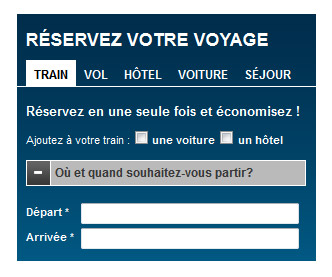 RÉSERVEZ VOTRE VOYAGE
TRAIN VOL HÔTEL VOITURE SÉJOUR
Réservez en une seule fois et économisez !
Ajoutez à votre train : une voiture un hôtel
Où et quand souhaitez-vous partir?
Départ *
Arrivée *